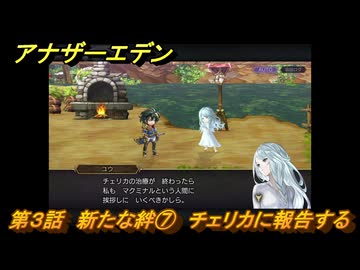 アナザーエデン
ユウ
チェリカの治療が 終わったら
私も マクミナルという人間に
挨拶しに いくべきかしら。
第3話 新たな絆⑦ チェリカに報告する